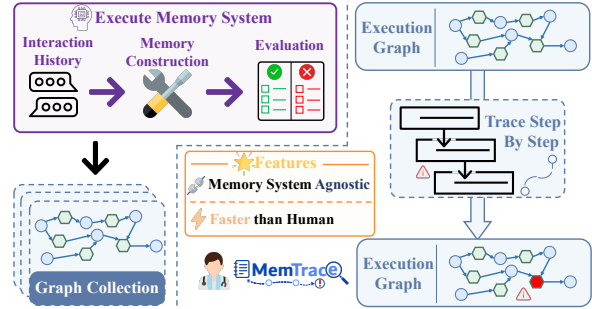 Execute Memory System
Interaction
History
Memory
Construction
Evaluation
Graph Collection
Features
Memory System Agnostic
Faster than Human
MemTrace
Execution
Graph
Trace Step
By Step
Execution
Graph